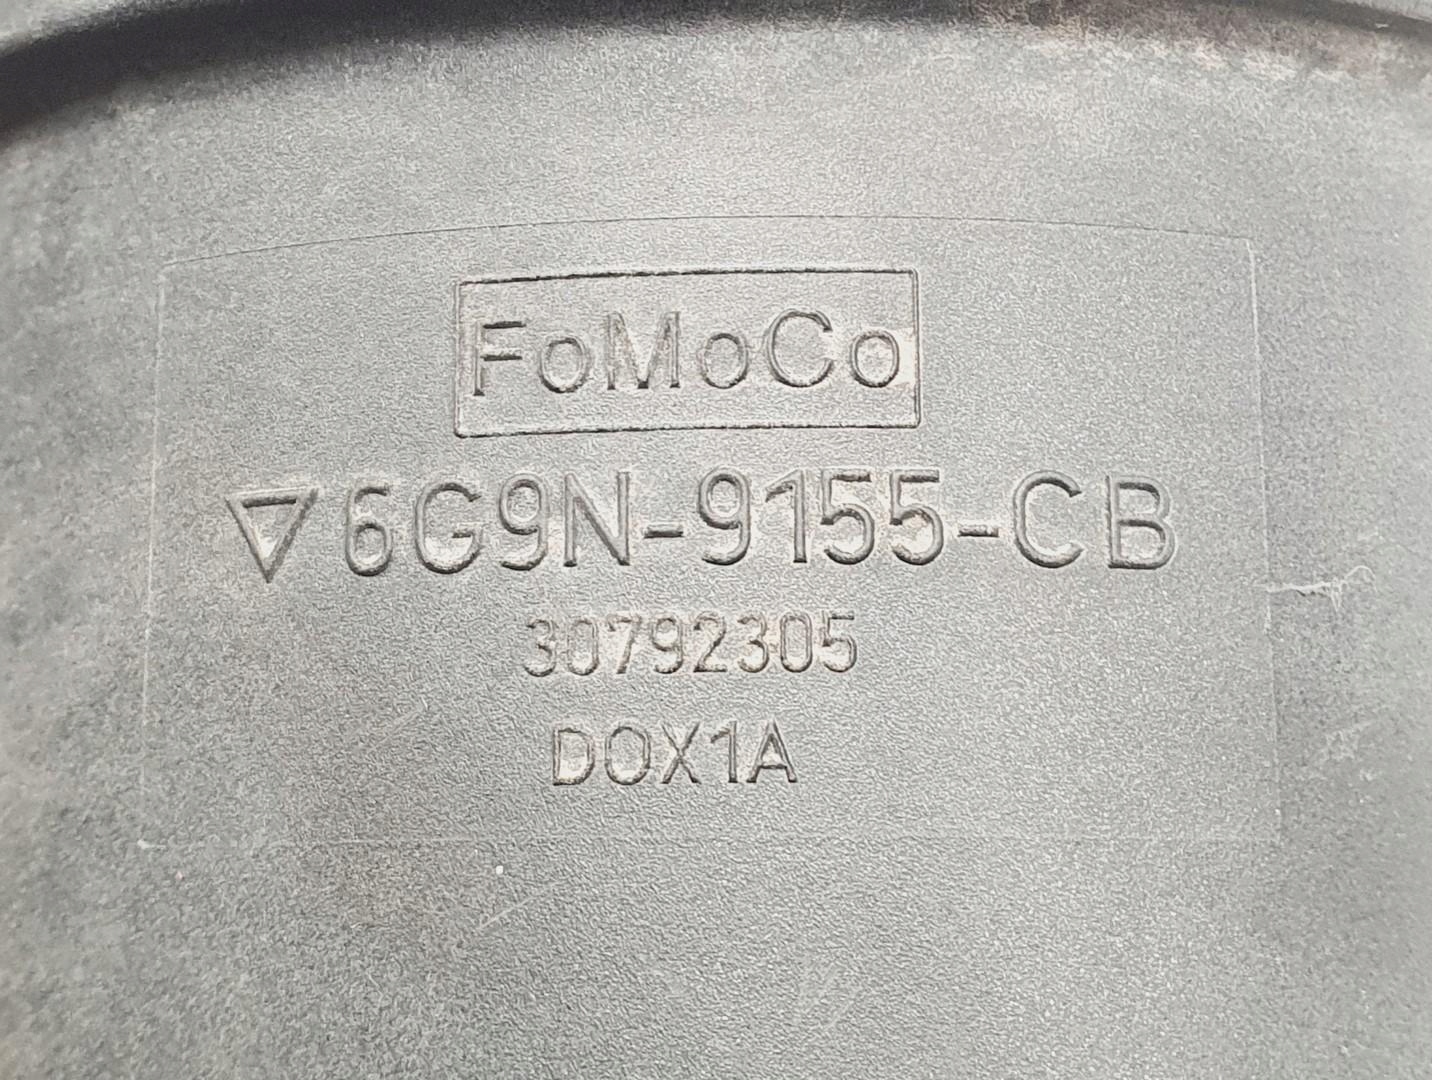 FoMoCo
▽6G9N-9155-CB
30792305
DOX1A